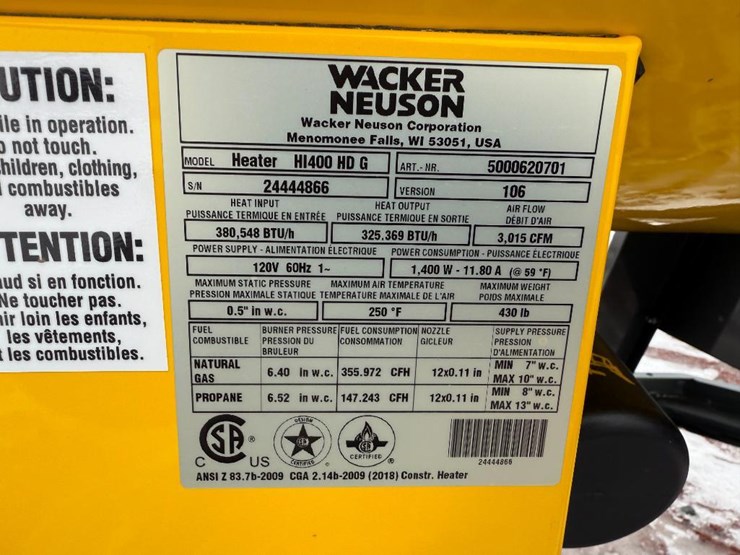 UTION:
ile in operation.
o not touch.
hildren, clothing,
combustibles
away.
TENTION:
ud si en fonction.
Ne toucher pas.
ir loin les enfants,
les vêtements,
t les combustibles.
WACKER
NEUSON
Wacker Neuson Corporation
Menomonee Falls, WI 53051, USA
MODEL Heater HI400 HD G ART.- NR. 5000620701
S/N 24444866 VERSION 106
HEAT INPUT HEAT OUTPUT AIR FLOW
PUISSANCE TERMIQUE EN ENTRÉE PUISSANCE TERMIQUE EN SORTIE DÉBIT D'AIR
380,548 BTU/h 325.369 BTU/h 3,015 CFM
POWER SUPPLY - ALIMENTATION ÉLECTRIQUE POWER CONSUMPTION - PUISSANCE ÉLECTRIQUE
120V 60Hz 1~ 1,400 W - 11.80 A (@ 59 °F)
MAXIMUM STATIC PRESSURE MAXIMUM AIR TEMPERATURE MAXIMUM WEIGHT
PRESSION MAXIMALE STATIQUE TEMPERATURE MAXIMALE DE L'AIR POIDS MAXIMALE
0.5" in w.c. 250 °F 430 lb
FUEL BURNER PRESSURE FUEL CONSUMPTION NOZZLE SUPPLY PRESSURE
COMBUSTIBLE PRESSION DU CONSOMMATION GICLEUR PRESSION
BRULEUR D'ALIMENTATION
NATURAL GAS 6.40 in w.c. 355.972 CFH 12x0.11 in MIN 7" w.c.
MAX 10" w.c.
PROPANE 6.52 in w.c. 147.243 CFH 12x0.11 in MIN 8" w.c.
MAX 13" w.c.
DESIGN
CERTIFIED
CERTIFIED
C SA ® US
24444866
ANSI Z 83.7b-2009 CGA 2.14b-2009 (2018) Constr. Heater